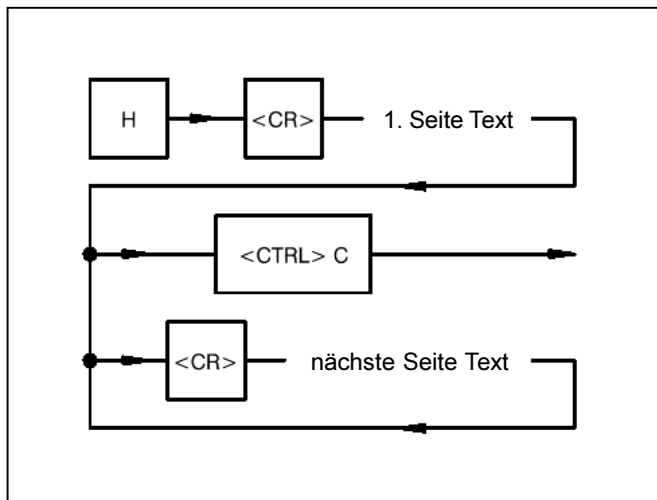 H <CR> 1. Seite Text
<CTRL> C
<CR> nächste Seite Text